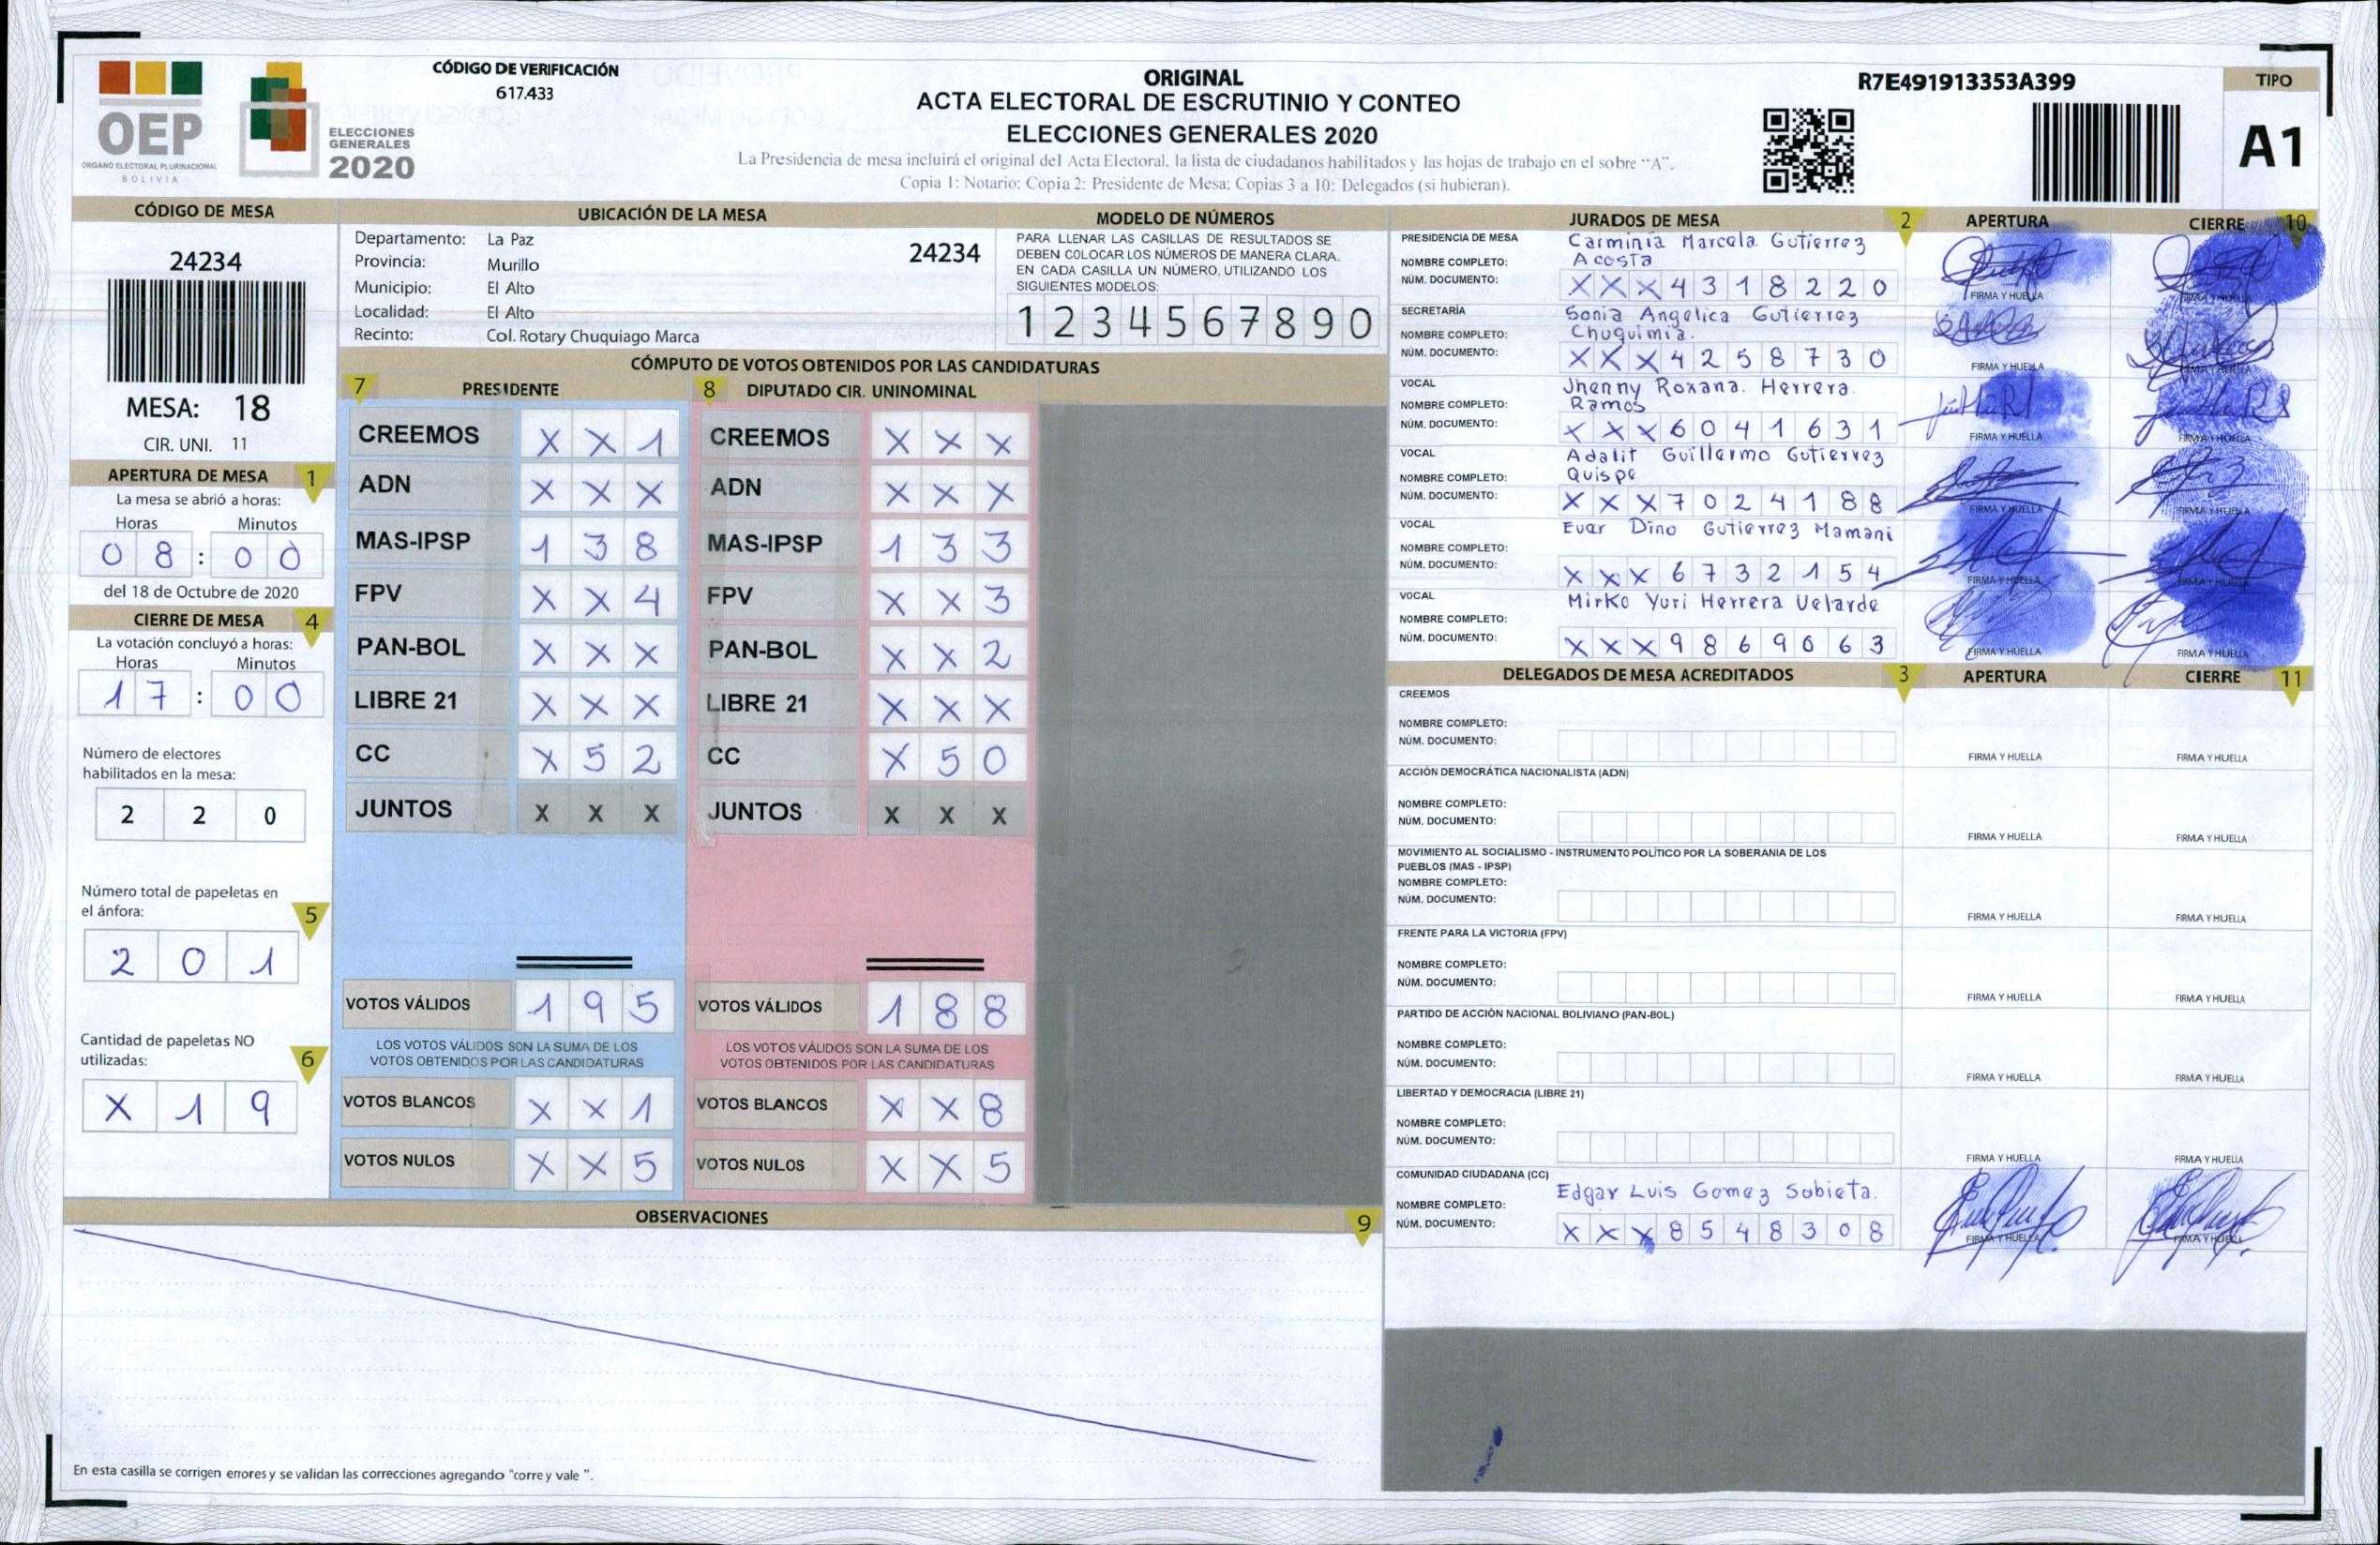 OEP
ÓRGANO ELECTORAL PLURINACIONAL
BOLIVIA
ELECCIONES
GENERALES
2020
CÓDIGO DE VERIFICACIÓN
617.433
ORIGINAL
ACTA ELECTORAL DE ESCRUTINIO Y CONTEO
ELECCIONES GENERALES 2020
La Presidencia de mesa incluirá el original del Acta Electoral, la lista de ciudadanos habilitados y las hojas de trabajo en el sobre "A".
Copia 1: Notario; Copia 2: Presidente de Mesa; Copias 3 a 10: Delegados (si hubieran).
R7E491913353A399
TIPO
A1
CÓDIGO DE MESA
24234
MESA: 18
CIR. UNI. 11
APERTURA DE MESA 1
La mesa se abrió a horas:
Horas Minutos
0 8 : 0 0
del 18 de Octubre de 2020
CIERRE DE MESA 4
La votación concluyó a horas:
Horas Minutos
1 7 : 0 0
Número de electores
habilitados en la mesa:
2 2 0
Número total de papeletas en
el ánfora: 5
2 0 1
Cantidad de papeletas NO
utilizadas: 6
X 1 9
UBICACIÓN DE LA MESA
Departamento: La Paz 24234
Provincia: Murillo
Municipio: El Alto
Localidad: El Alto
Recinto: Col. Rotary Chuquiago Marca
MODELO DE NÚMEROS
PARA LLENAR LAS CASILLAS DE RESULTADOS SE
DEBEN COLOCAR LOS NÚMEROS DE MANERA CLARA.
EN CADA CASILLA UN NÚMERO, UTILIZANDO LOS
SIGUIENTES MODELOS:
1 2 3 4 5 6 7 8 9 0
CÓMPUTO DE VOTOS OBTENIDOS POR LAS CANDIDATURAS
7 PRESIDENTE
CREEMOS X X 1
ADN X X X
MAS-IPSP 1 3 8
FPV X X 4
PAN-BOL X X X
LIBRE 21 X X X
CC X 5 2
JUNTOS X X X
VOTOS VÁLIDOS 1 9 5
LOS VOTOS VÁLIDOS SON LA SUMA DE LOS
VOTOS OBTENIDOS POR LAS CANDIDATURAS
VOTOS BLANCOS X X 1
VOTOS NULOS X X 5
8 DIPUTADO CIR. UNINOMINAL
CREEMOS X X X
ADN X X X
MAS-IPSP 1 3 3
FPV X X 3
PAN-BOL X X 2
LIBRE 21 X X X
CC X 5 0
JUNTOS X X X
VOTOS VÁLIDOS 1 8 8
LOS VOTOS VÁLIDOS SON LA SUMA DE LOS
VOTOS OBTENIDOS POR LAS CANDIDATURAS
VOTOS BLANCOS X X 8
VOTOS NULOS X X 5
OBSERVACIONES 9
En esta casilla se corrigen errores y se validan las correcciones agregando "corre y vale ".
JURADOS DE MESA 2 APERTURA CIERRE 10
PRESIDENCIA DE MESA Carminia Marcela Gutierrez
NOMBRE COMPLETO: Acosta
NÚM. DOCUMENTO: X X X 4 3 1 8 2 2 0
FIRMA Y HUELLA FIRMA Y HUELLA
SECRETARÍA Sonia Angelica Gutierrez
NOMBRE COMPLETO: Chuquimia.
NÚM. DOCUMENTO: X X X 4 2 5 8 7 3 0
FIRMA Y HUELLA FIRMA Y HUELLA
VOCAL Jhenny Roxana. Herrera.
NOMBRE COMPLETO: Ramos
NÚM. DOCUMENTO: X X X 6 0 4 1 6 3 1
FIRMA Y HUELLA FIRMA Y HUELLA
VOCAL Adalit Guillermo Gutierrez
NOMBRE COMPLETO: Quispe
NÚM. DOCUMENTO: X X X 7 0 2 4 1 8 8
FIRMA Y HUELLA FIRMA Y HUELLA
VOCAL Evar Dino Gutierrez Mamani
NOMBRE COMPLETO:
NÚM. DOCUMENTO: X X X 6 7 3 2 1 5 4
FIRMA Y HUELLA FIRMA Y HUELLA
VOCAL Mirko Yuri Herrera Velarde
NOMBRE COMPLETO:
NÚM. DOCUMENTO: X X X 9 8 6 9 0 6 3
FIRMA Y HUELLA FIRMA Y HUELLA
DELEGADOS DE MESA ACREDITADOS 3 APERTURA CIERRE 11
CREEMOS
NOMBRE COMPLETO:
NÚM. DOCUMENTO:
FIRMA Y HUELLA FIRMA Y HUELLA
ACCIÓN DEMOCRÁTICA NACIONALISTA (ADN)
NOMBRE COMPLETO:
NÚM. DOCUMENTO:
FIRMA Y HUELLA FIRMA Y HUELLA
MOVIMIENTO AL SOCIALISMO - INSTRUMENTO POLÍTICO POR LA SOBERANIA DE LOS
PUEBLOS (MAS - IPSP)
NOMBRE COMPLETO:
NÚM. DOCUMENTO:
FIRMA Y HUELLA FIRMA Y HUELLA
FRENTE PARA LA VICTORIA (FPV)
NOMBRE COMPLETO:
NÚM. DOCUMENTO:
FIRMA Y HUELLA FIRMA Y HUELLA
PARTIDO DE ACCIÓN NACIONAL BOLIVIANO (PAN-BOL)
NOMBRE COMPLETO:
NÚM. DOCUMENTO:
FIRMA Y HUELLA FIRMA Y HUELLA
LIBERTAD Y DEMOCRACIA (LIBRE 21)
NOMBRE COMPLETO:
NÚM. DOCUMENTO:
FIRMA Y HUELLA FIRMA Y HUELLA
COMUNIDAD CIUDADANA (CC)
NOMBRE COMPLETO: Edgar Luis Gomez Sobieta.
NÚM. DOCUMENTO: X X X 8 5 4 8 3 0 8
FIRMA Y HUELLA FIRMA Y HUELLA